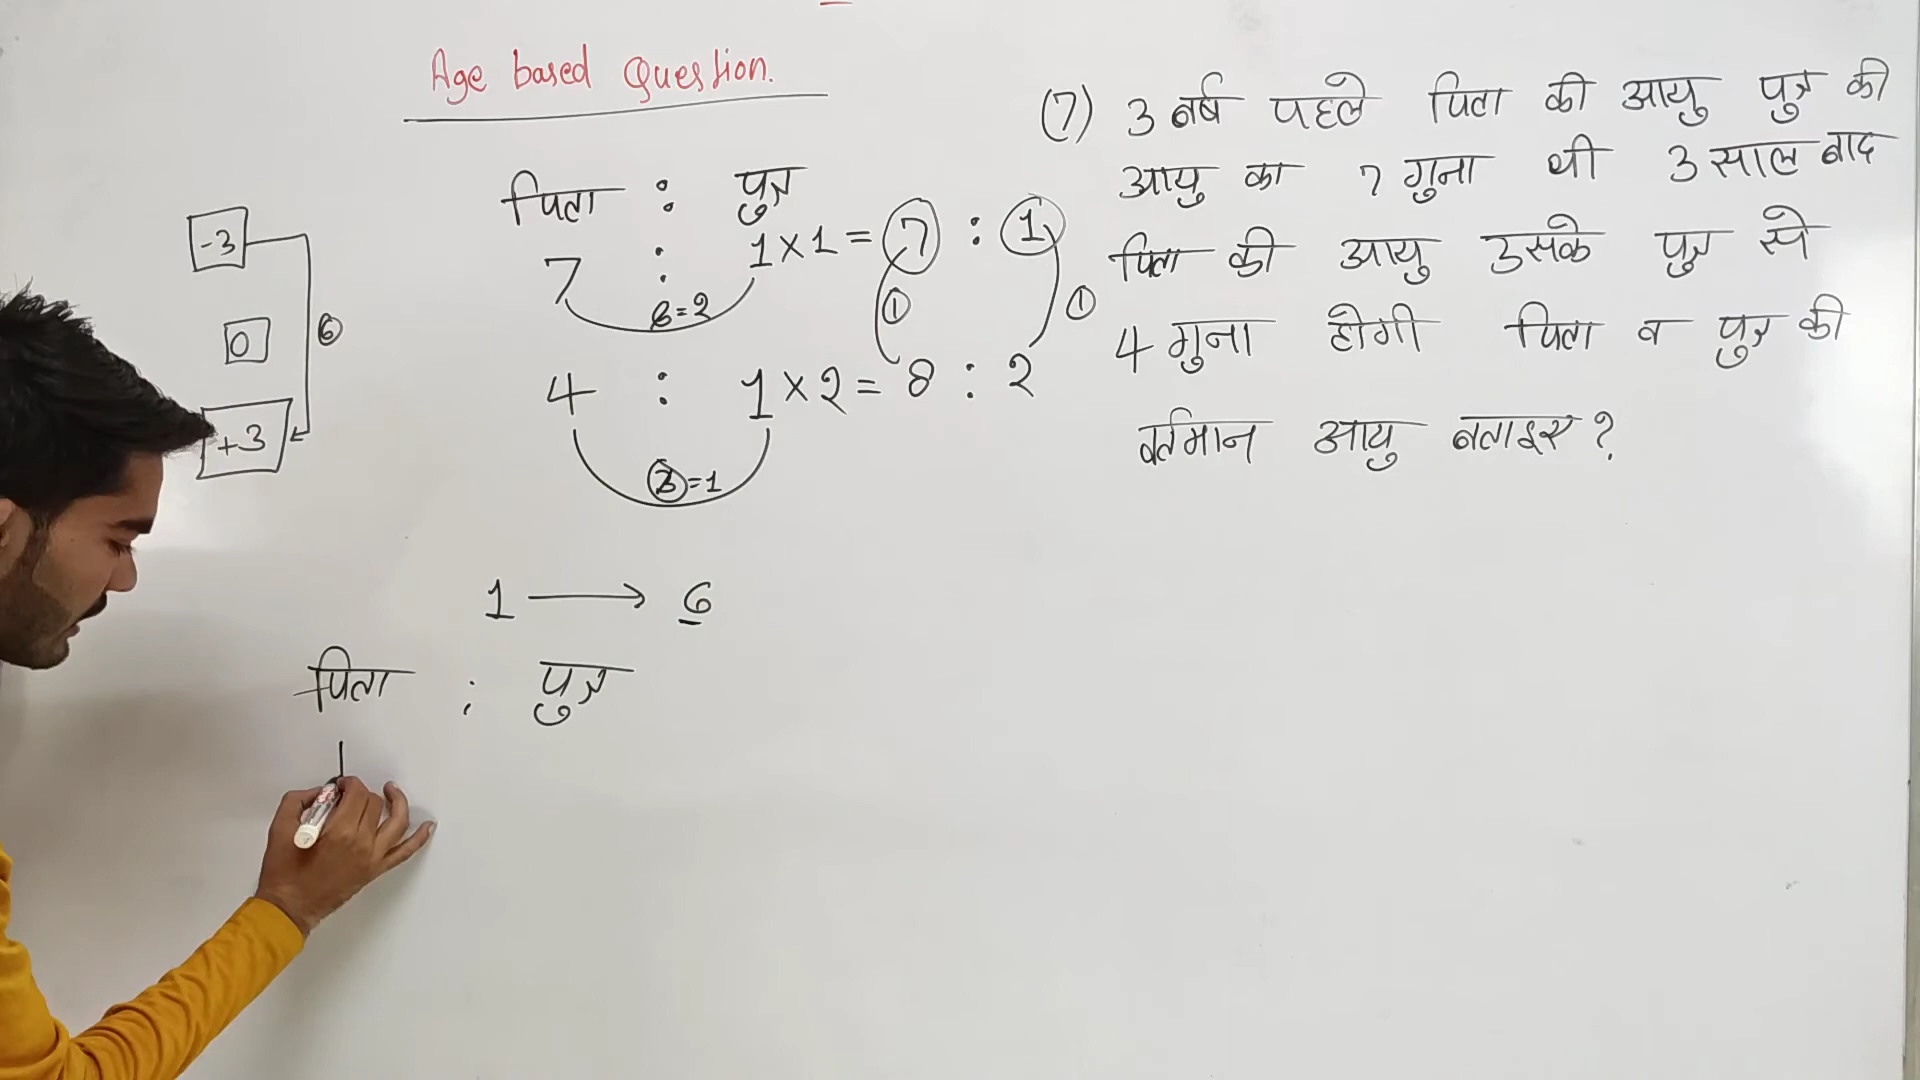 Age based Question.
पिता : पुत्र
7 : 1 × 1 = 7 : 1
6 = 2
1
1
4 : 1 × 2 = 8 : 2
3 = 1
-3
0
6
+3
1 → 6
पिता : पुत्र
(7) 3 वर्ष पहले पिता की आयु पुत्र की
आयु का 7 गुना थी 3 साल बाद
पिता की आयु उसके पुत्र से
4 गुना होगी पिता व पुत्र की
वर्तमान आयु बताइए ?